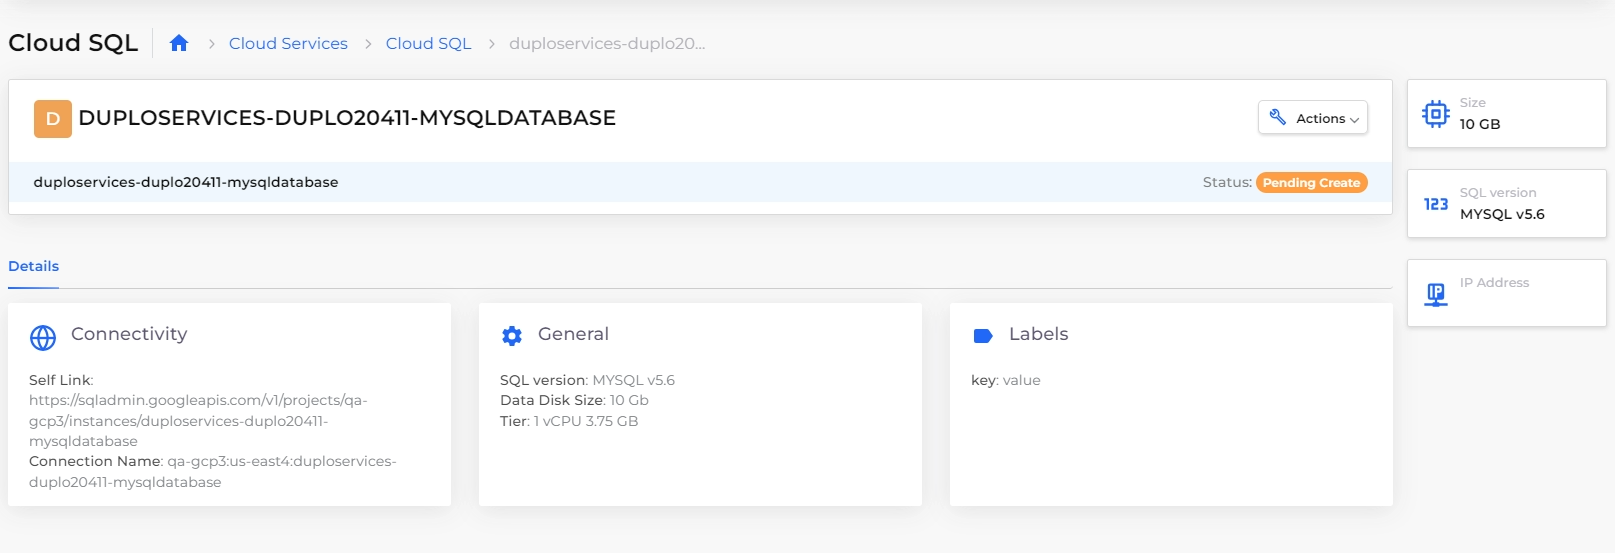 Cloud SQL
Cloud Services
Cloud SQL
duploservices-duplo20...
D
DUPLOSERVICES-DUPLO20411-MYSQLDATABASE
Actions
duploservices-duplo20411-mysqldatabase
Status: Pending Create
Size
10 GB
123
SQL version
MYSQL v5.6
IP
IP Address
Details
Connectivity
Self Link:
https://sqladmin.googleapis.com/v1/projects/qa-
gcp3/instances/duploservices-duplo20411-
mysqldatabase
Connection Name: qa-gcp3:us-east4:duploservices-
duplo20411-mysqldatabase
General
SQL version: MYSQL v5.6
Data Disk Size: 10 Gb
Tier: 1 vCPU 3.75 GB
Labels
key: value